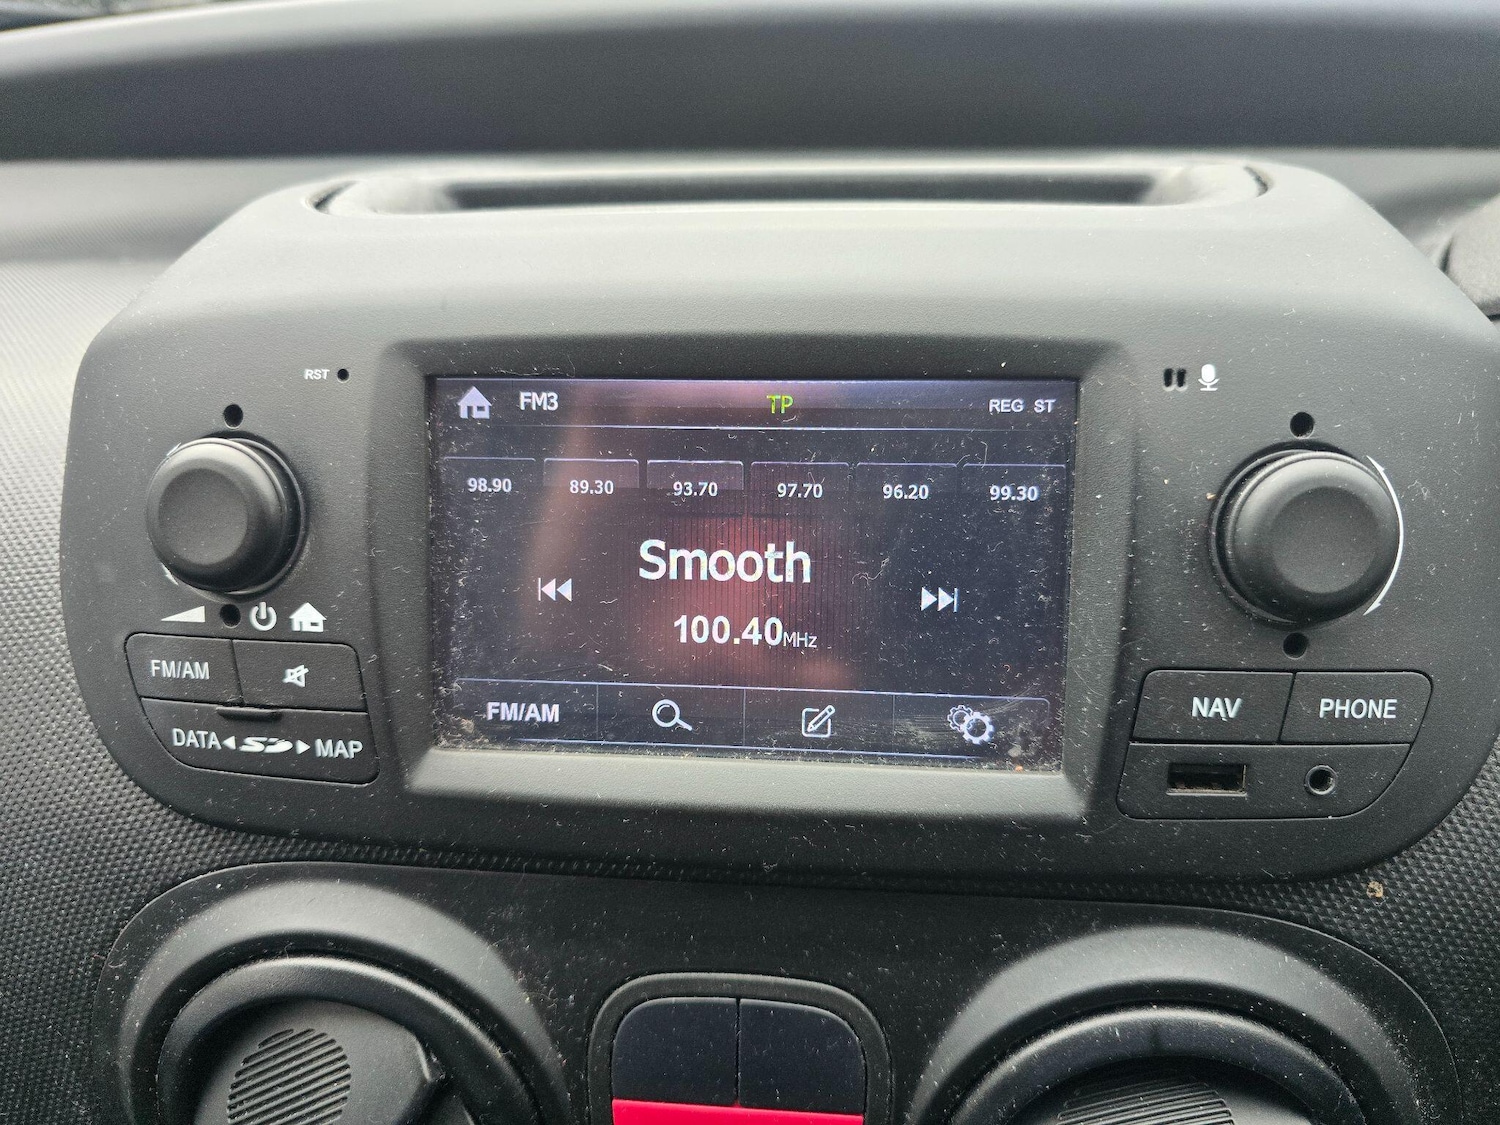 RST
FM3 TP REG ST
98.90 89.30 93.70 97.70 96.20 99.30
Smooth
100.40MHz
FM/AM
FM/AM
DATA SD MAP
NAV PHONE